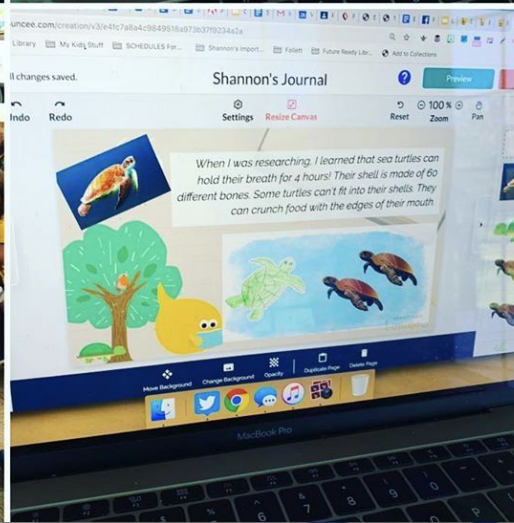 uncee.com/creation/v3/e4fc7a8a4c9849518a973b37f9234a2a
Library My Kids Stuff SCHEDULES For... Shannon's Import... Follett Future Ready Libr... Add to Collections
ll changes saved. Shannon's Journal ? Preview
Undo Redo Settings Resize Canvas Reset 100 % Zoom Pan
When I was researching, I learned that sea turtles can
hold their breath for 4 hours! Their shell is made of 60
different bones. Some turtles can't fit into their shells. They
can crunch food with the edges of their mouth.
Move Background Change Background Opacity Duplicate Page Delete Page
MacBook Pro